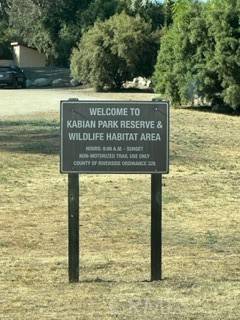 WELCOME TO
KABIAN PARK RESERVE &
WILDLIFE HABITAT AREA
HOURS: 8:00 A.M - SUNSET
NON-MOTORIZED TRAIL USE ONLY
COUNTY OF RIVERSIDE ORDINANCE 328